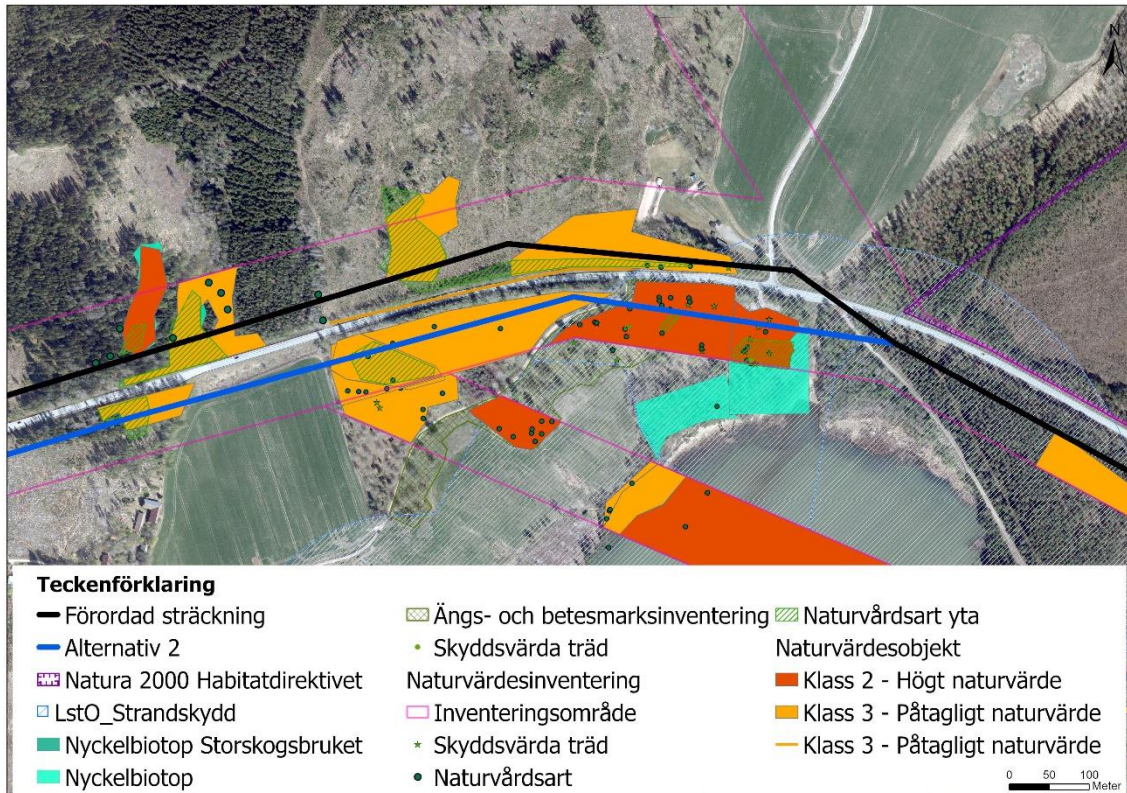 N
Teckenförklaring
Förordad sträckning
Alternativ 2
Natura 2000 Habitatdirektivet
LstO_Strandskydd
Nyckelbiotop Storskogsbruket
Nyckelbiotop
Ängs- och betesmarksinventering
Skyddsvärda träd
Naturvärdesinventering
Inventeringsområde
Skyddsvärda träd
Naturvårdsart
Naturvårdsart yta
Naturvärdesobjekt
Klass 2 - Högt naturvärde
Klass 3 - Påtagligt naturvärde
Klass 3 - Påtagligt naturvärde
0 50 100
Meter